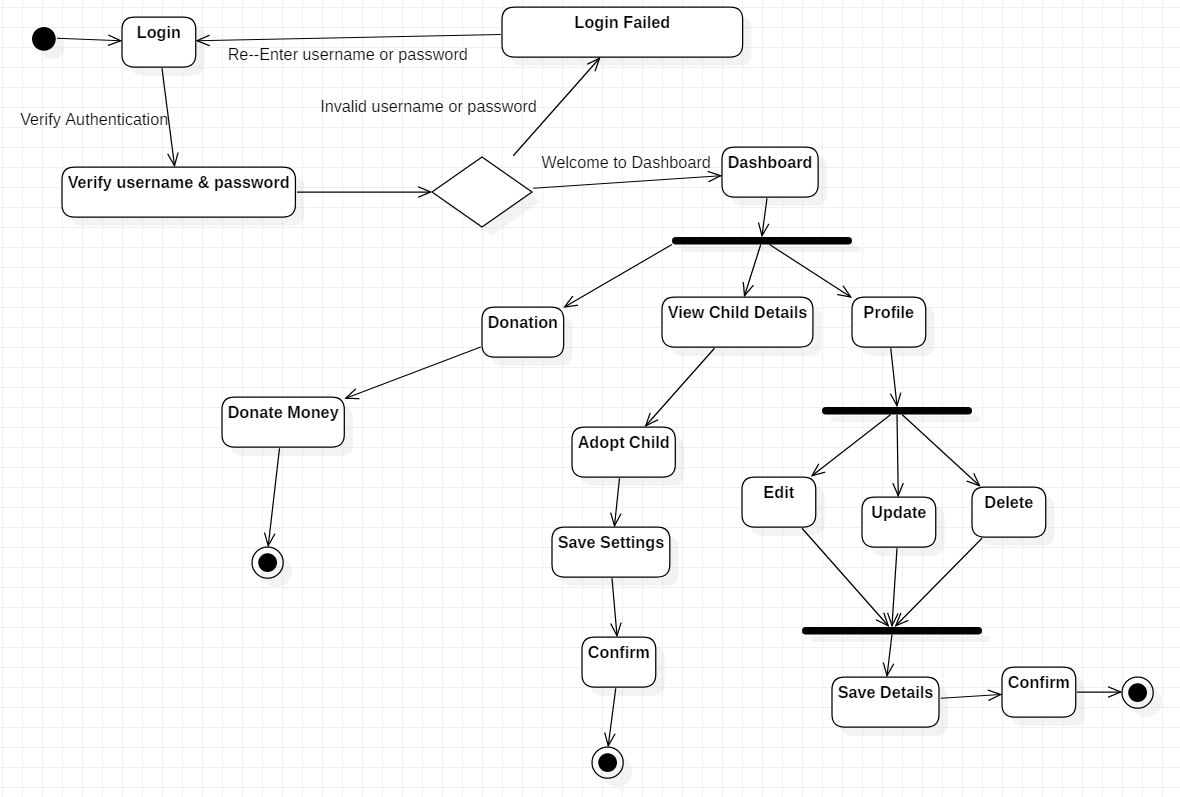 Login
Login Failed
Re--Enter username or password
Invalid username or password
Verify Authentication
Welcome to Dashboard
Dashboard
Verify username & password
Donation
View Child Details
Profile
Donate Money
Adopt Child
Edit
Update
Delete
Save Settings
Confirm
Save Details
Confirm